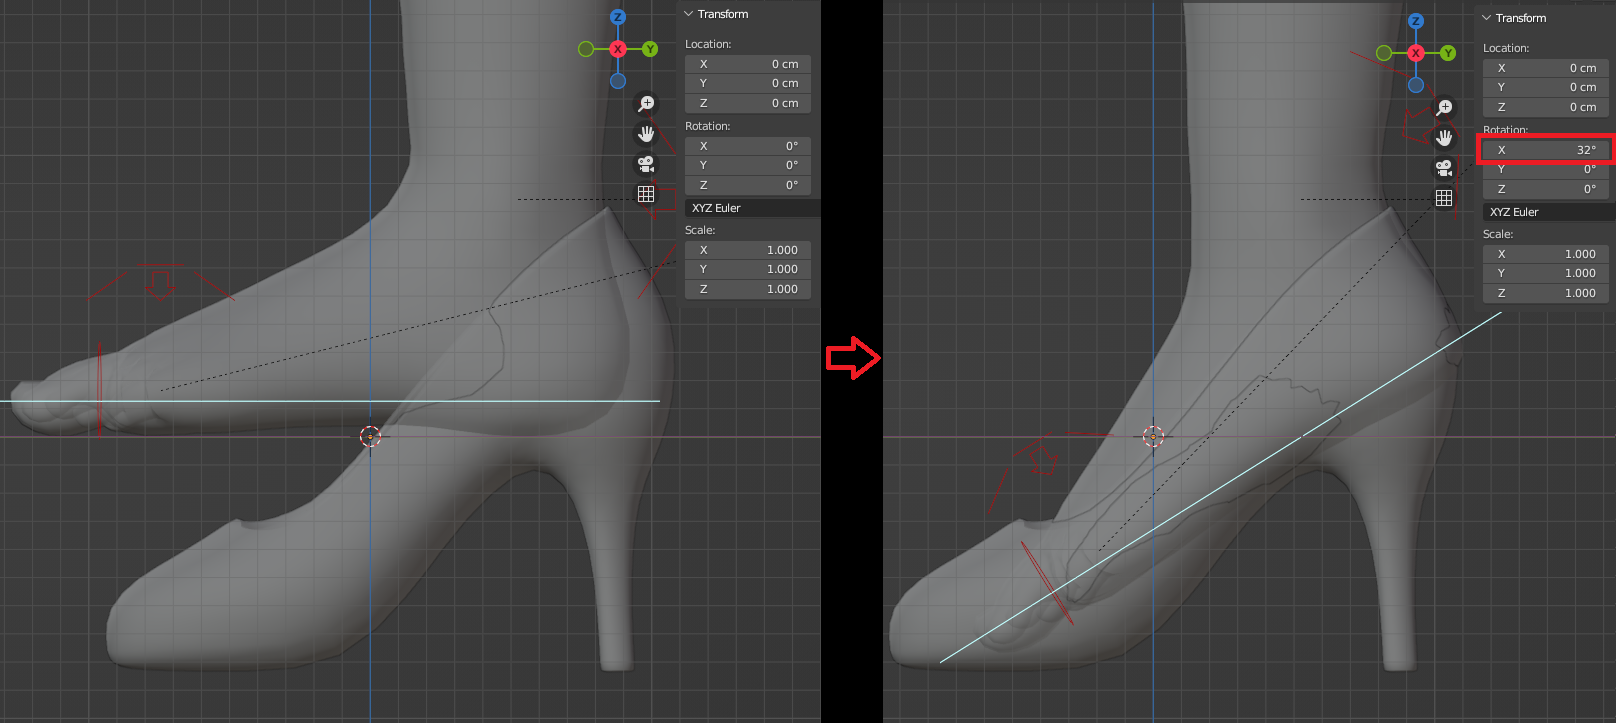 Z
X
Y
Transform
Location:
X 0 cm
Y 0 cm
Z 0 cm
Rotation:
X 0°
Y 0°
Z 0°
XYZ Euler
Scale:
X 1.000
Y 1.000
Z 1.000
Z
X
Y
Transform
Location:
X 0 cm
Y 0 cm
Z 0 cm
Rotation:
X 32°
Y 0°
Z 0°
XYZ Euler
Scale:
X 1.000
Y 1.000
Z 1.000